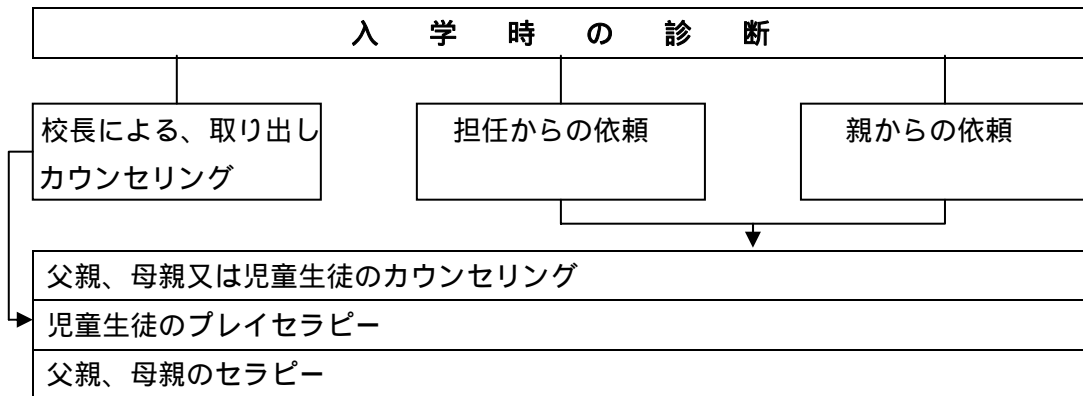 入学時の診断
校長による、取り出し
カウンセリング
担任からの依頼
親からの依頼
父親、母親又は児童生徒のカウンセリング
児童生徒のプレイセラピー
父親、母親のセラピー